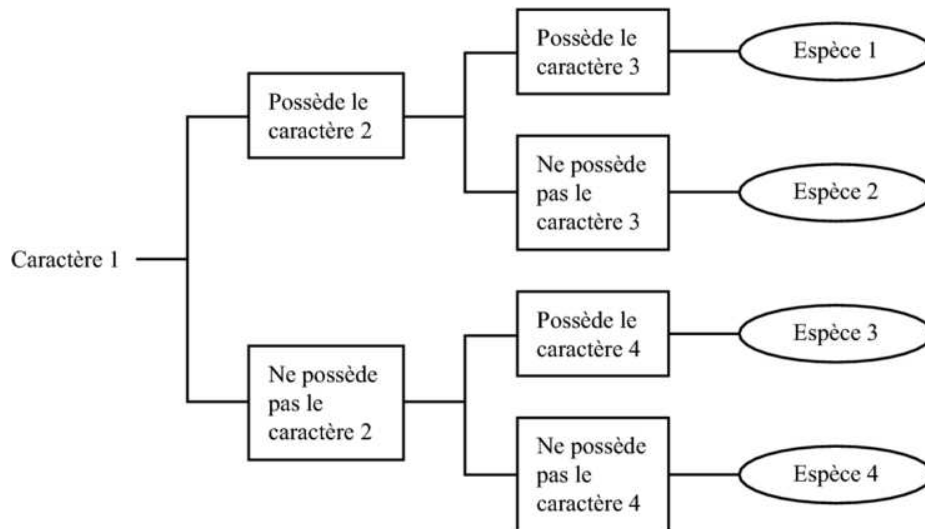 Possède le
caractère 3
Espèce 1
Possède le
caractère 2
Ne possède
pas le
caractère 3
Espèce 2
Caractère 1
Possède le
caractère 4
Espèce 3
Ne possède
pas le
caractère 2
Ne possède
pas le
caractère 4
Espèce 4